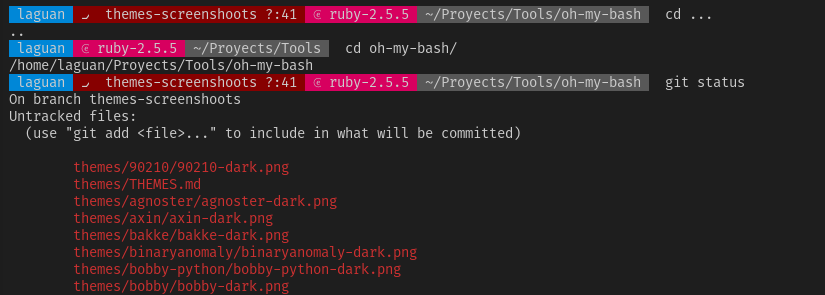 laguan themes-screenshoots ?:41 ruby-2.5.5 ~/Proyects/Tools/oh-my-bash cd ...
..
laguan ruby-2.5.5 ~/Proyects/Tools cd oh-my-bash/
/home/laguan/Proyects/Tools/oh-my-bash
laguan themes-screenshoots ?:41 ruby-2.5.5 ~/Proyects/Tools/oh-my-bash git status
On branch themes-screenshoots
Untracked files:
(use "git add <file>..." to include in what will be committed)
themes/90210/90210-dark.png
themes/THEMES.md
themes/agnoster/agnoster-dark.png
themes/axin/axin-dark.png
themes/bakke/bakke-dark.png
themes/binaryanomaly/binaryanomaly-dark.png
themes/bobby-python/bobby-python-dark.png
themes/bobby/bobby-dark.png